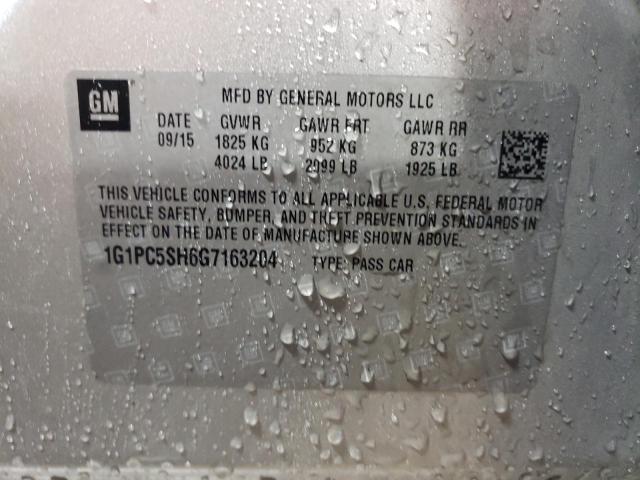 GM
MFD BY GENERAL MOTORS LLC
DATE GVWR GAWR FRT GAWR RR
09/15 1825 KG 952 KG 873 KG
4024 LB 2099 LB 1925 LB
THIS VEHICLE CONFORMS TO ALL APPLICABLE U.S. FEDERAL MOTOR
VEHICLE SAFETY, BUMPER, AND THEFT PREVENTION STANDARDS IN
EFFECT ON THE DATE OF MANUFACTURE SHOWN ABOVE.
1G1PC5SH6G7163204 TYPE: PASS CAR